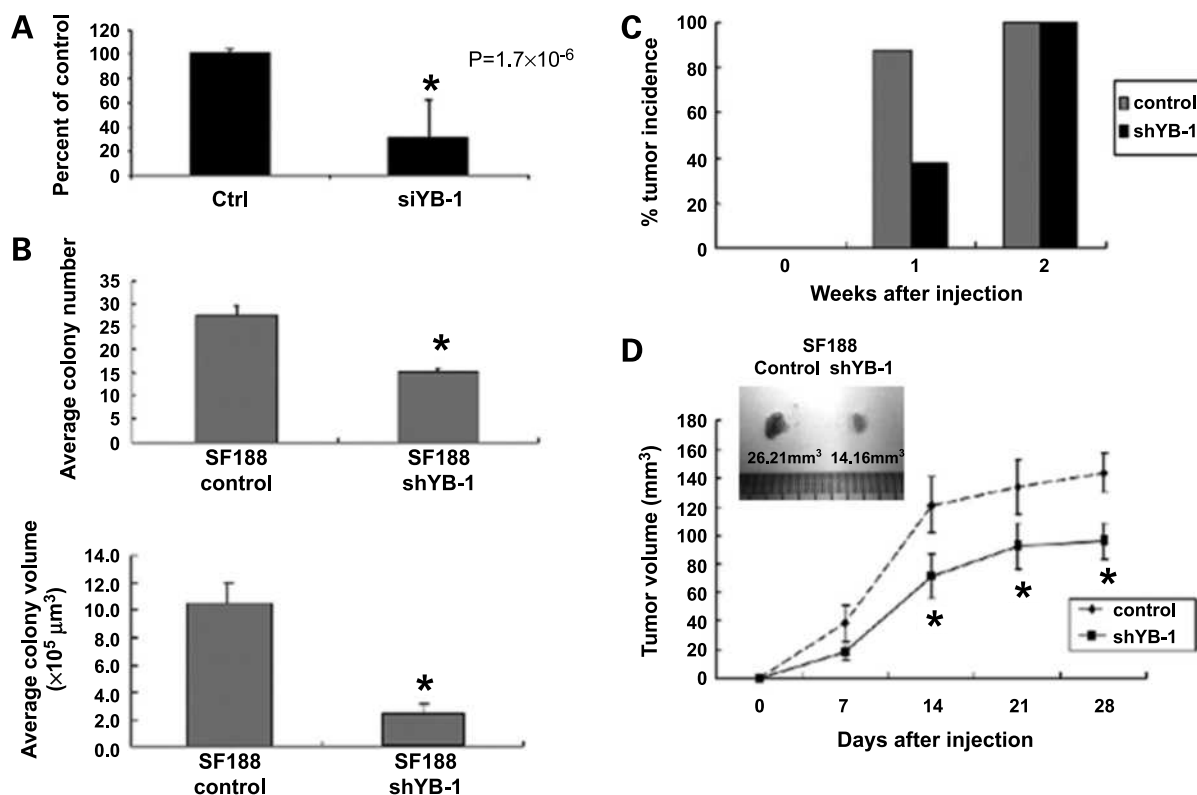 A
Percent of control
120
100
80
60
40
20
0
P=1.7×10-6
*
Ctrl
siYB-1
B
Average colony number
35
30
25
20
15
10
5
0
*
SF188
control
SF188
shYB-1
Average colony volume
(×10⁵ μm³)
14.0
12.0
10.0
8.0
6.0
4.0
2.0
0.0
*
SF188
control
SF188
shYB-1
C
% tumor incidence
100
80
60
40
20
0
0
1
2
Weeks after injection
control
shYB-1
D
SF188
Control shYB-1
26.21mm³ 14.16mm³
Tumor volume (mm³)
180
160
140
120
100
80
60
40
20
0
*
*
*
0
7
14
21
28
Days after injection
control
shYB-1